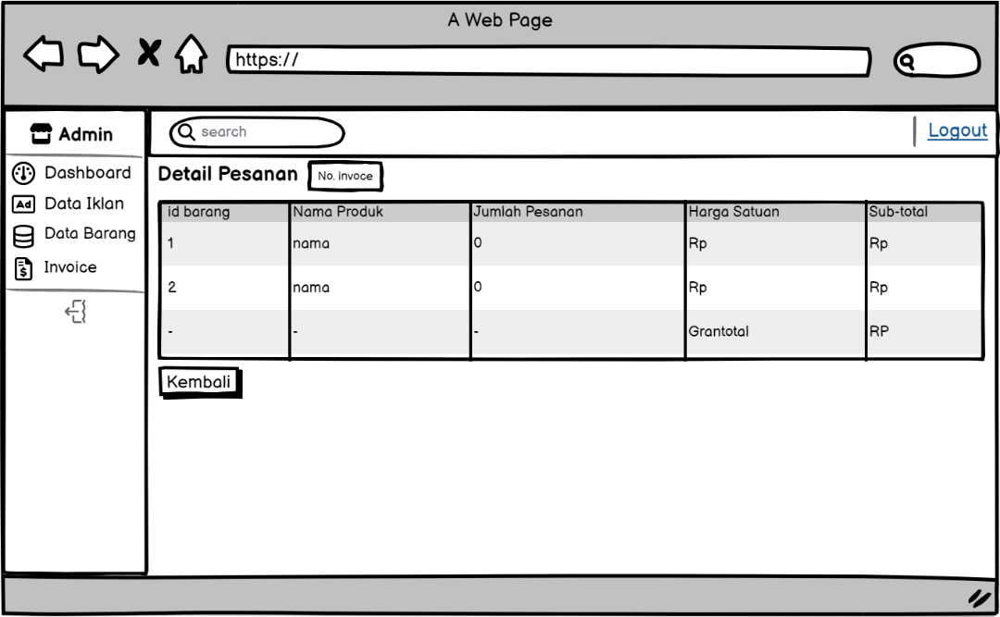 A Web Page
https://
Admin
search
Logout
Dashboard
Ad Data Iklan
Data Barang
$ Invoice
Detail Pesanan No. invoce
id barang Nama Produk Jumlah Pesanan Harga Satuan Sub-total
1 nama 0 Rp Rp
2 nama 0 Rp Rp
- - - Grantotal RP
Kembali